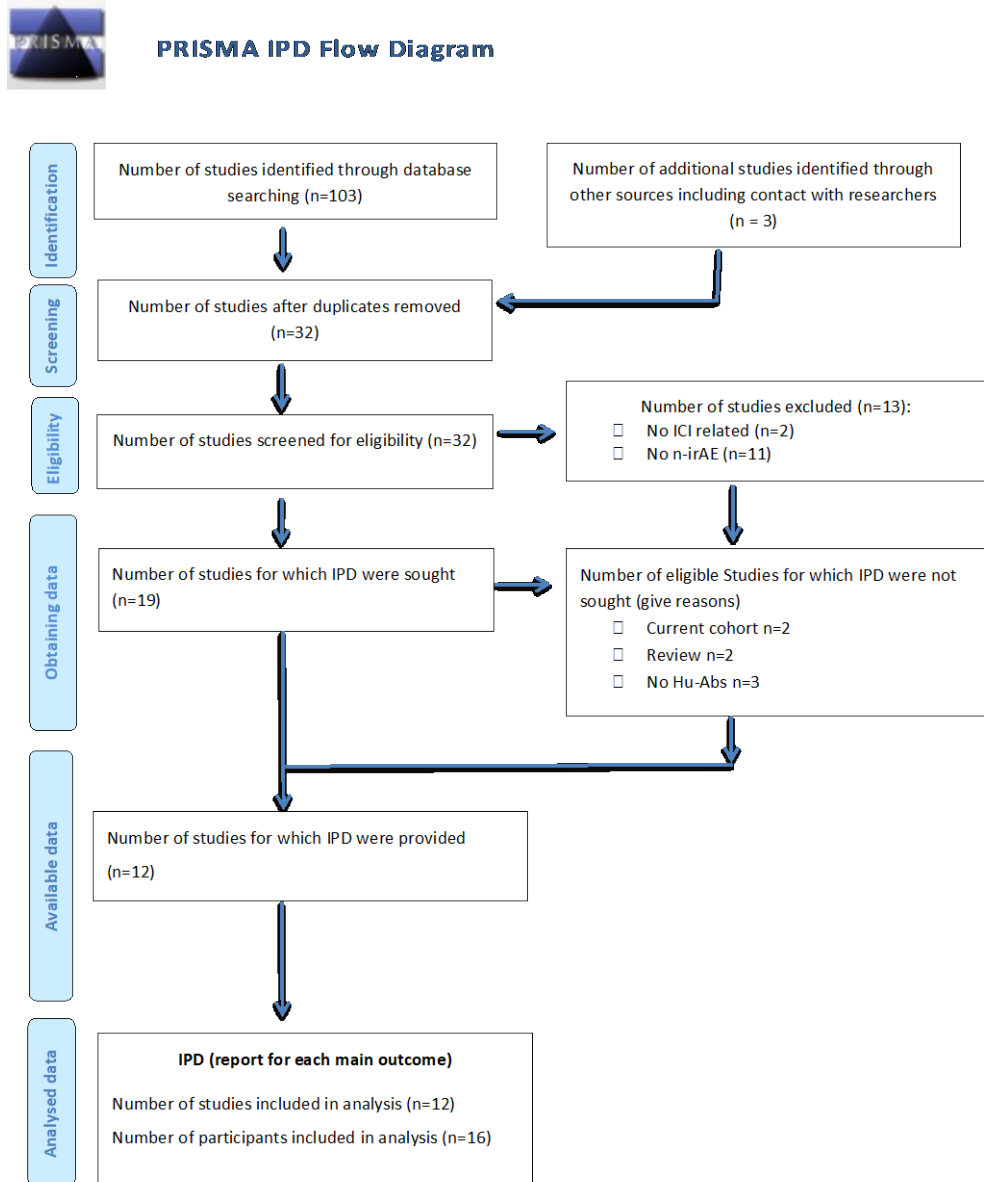 PRISMA
PRISMA IPD Flow Diagram
Identification
Number of studies identified through database
searching (n=103)
Number of additional studies identified through
other sources including contact with researchers
(n = 3)
Screening
Number of studies after duplicates removed
(n=32)
Eligibility
Number of studies screened for eligibility (n=32)
Number of studies excluded (n=13):
No ICI related (n=2)
No n-irAE (n=11)
Obtaining data
Number of studies for which IPD were sought
(n=19)
Number of eligible Studies for which IPD were not
sought (give reasons)
Current cohort n=2
Review n=2
No Hu-Abs n=3
Available data
Number of studies for which IPD were provided
(n=12)
Analysed data
IPD (report for each main outcome)
Number of studies included in analysis (n=12)
Number of participants included in analysis (n=16)